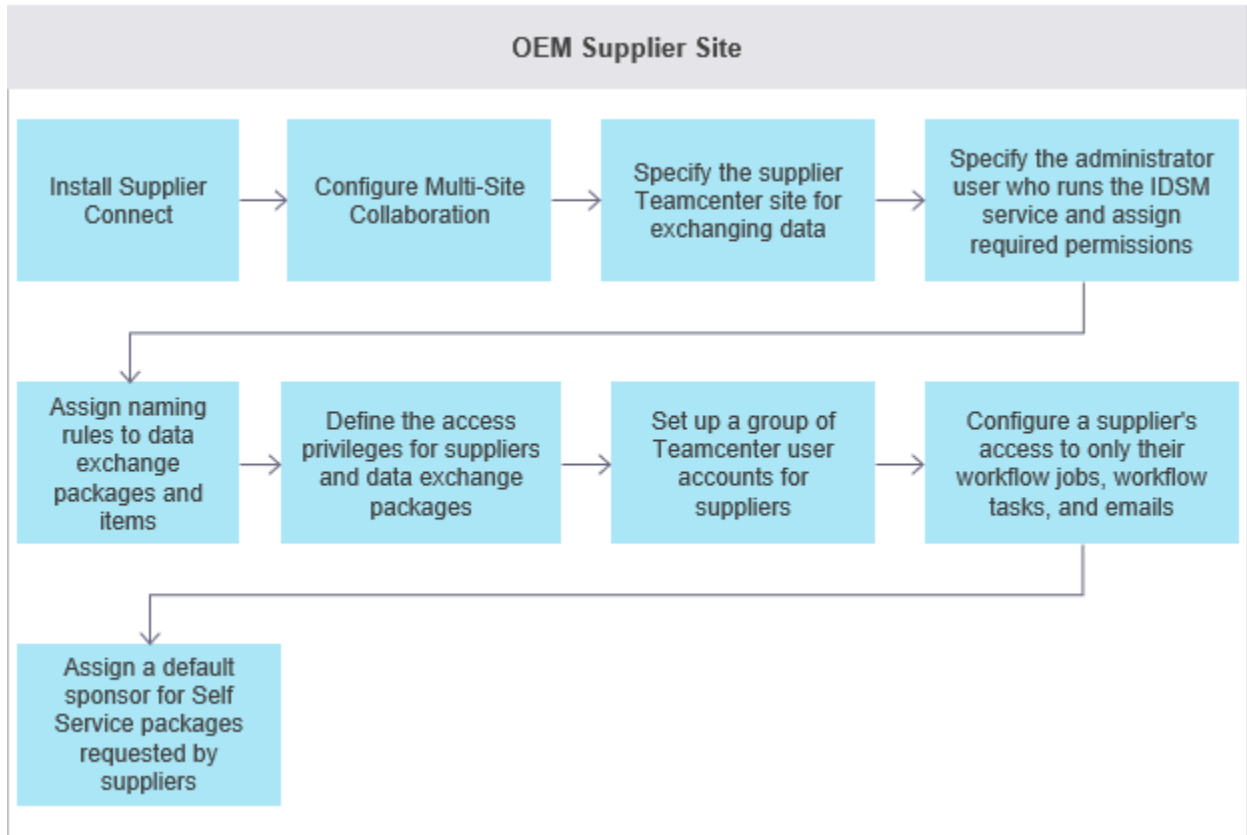 OEM Supplier Site
Install Supplier
Connect
Configure Multi-Site
Collaboration
Specify the supplier
Teamcenter site for
exchanging data
Specify the administrator
user who runs the IDSM
service and assign
required permissions
Assign naming
rules to data
exchange
packages and
items
Define the access
privileges for suppliers
and data exchange
packages
Set up a group of
Teamcenter user
accounts for
suppliers
Configure a supplier's
access to only their
workflow jobs, workflow
tasks, and emails
Assign a default
sponsor for Self
Service packages
requested by
suppliers